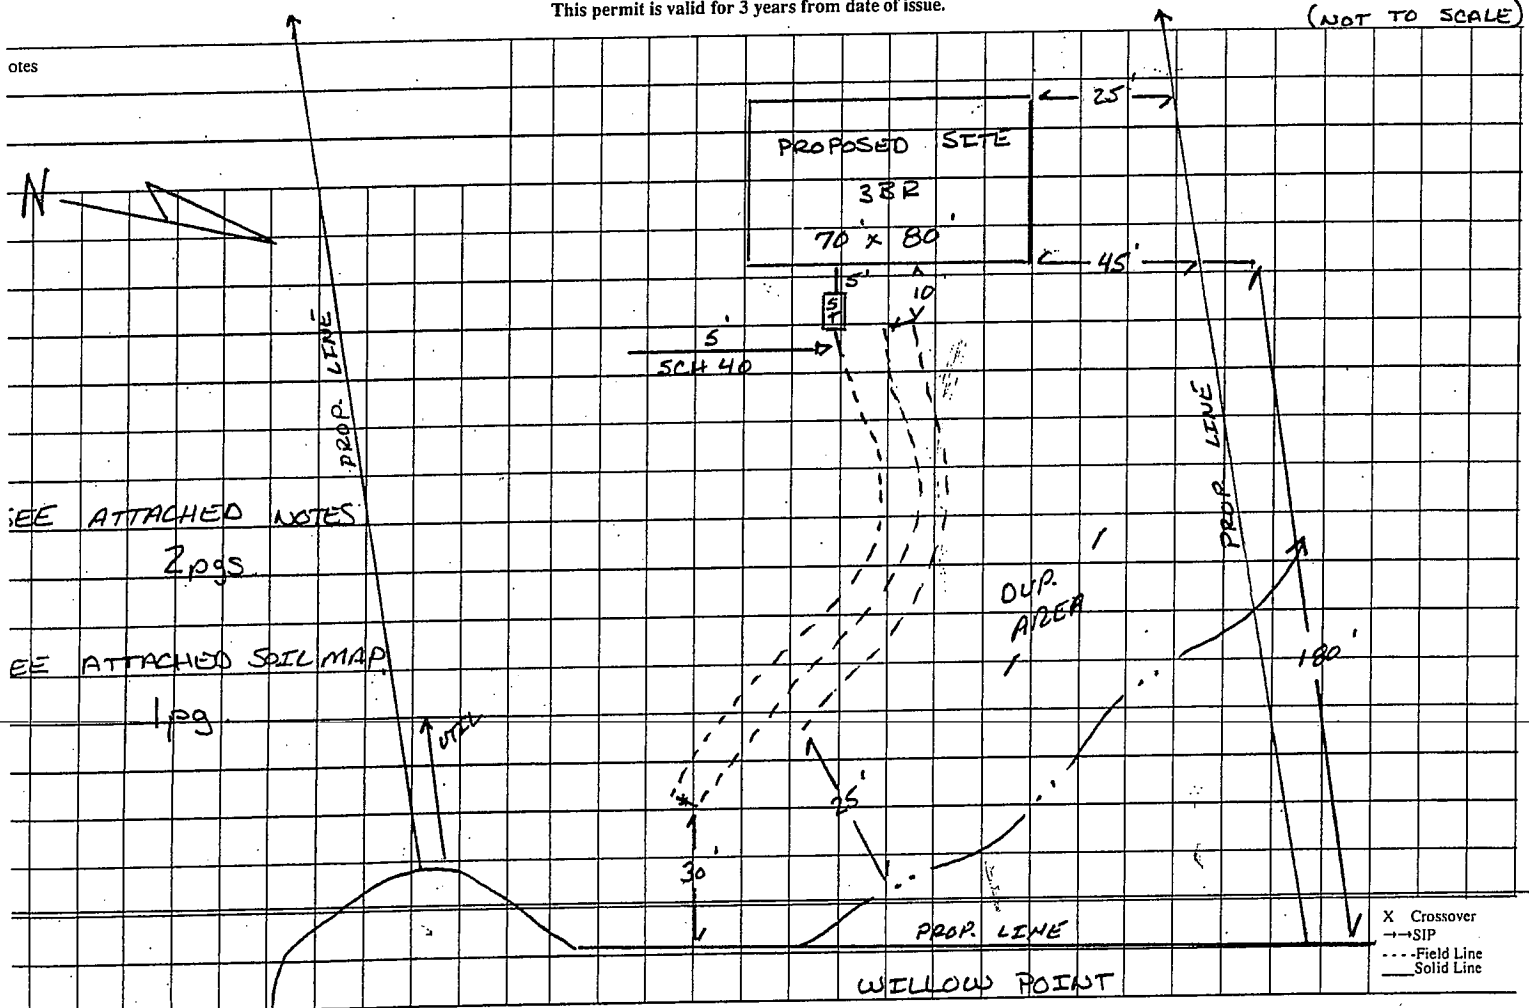 This permit is valid for 3 years from date of issue.
(NOT TO SCALE)
otes
25'
PROPOSED SITE
3BR
70' x 80'
N
45'
5'
10'
ST
5'
SCH 40
PROP. LINE
PROP. LINE
SEE ATTACHED NOTES
2pgs.
DUP.
AREA
EE ATTACHED SOIL MAP
1pg.
180'
UTIL
25'
30'
PROP. LINE
WILLOW POINT
X Crossover
→→SIP
----Field Line
Solid Line